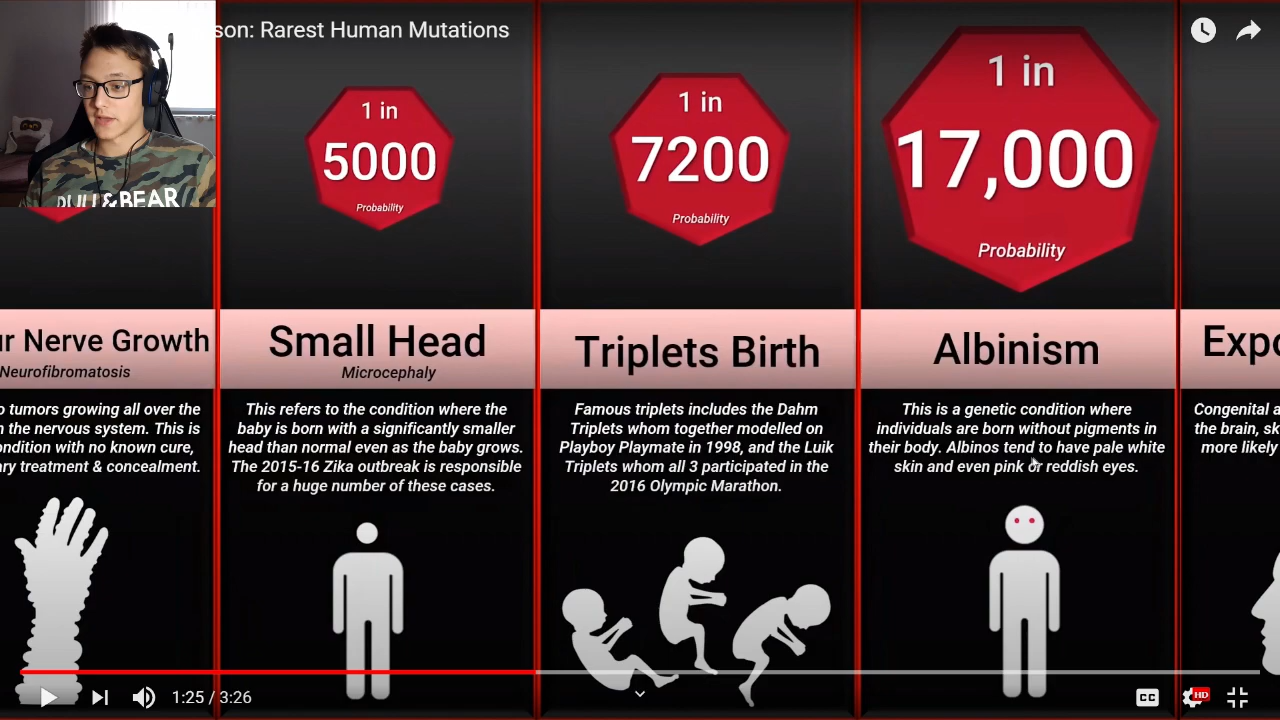 son: Rarest Human Mutations
PULL&BEAR
1 in
5000
Probability
1 in
7200
Probability
1 in
17,000
Probability
ur Nerve Growth
Neurofibromatosis
o tumors growing all over the
n the nervous system. This is
ondition with no known cure,
ary treatment & concealment.
Small Head
Microcephaly
This refers to the condition where the
baby is born with a significantly smaller
head than normal even as the baby grows.
The 2015-16 Zika outbreak is responsible
for a huge number of these cases.
Triplets Birth
Famous triplets includes the Dahm
Triplets whom together modelled on
Playboy Playmate in 1998, and the Luik
Triplets whom all 3 participated in the
2016 Olympic Marathon.
Albinism
This is a genetic condition where
individuals are born without pigments in
their body. Albinos tend to have pale white
skin and even pink or reddish eyes.
Expo
Congenital a
the brain, sk
more likely
1:25 / 3:26
CC
HD